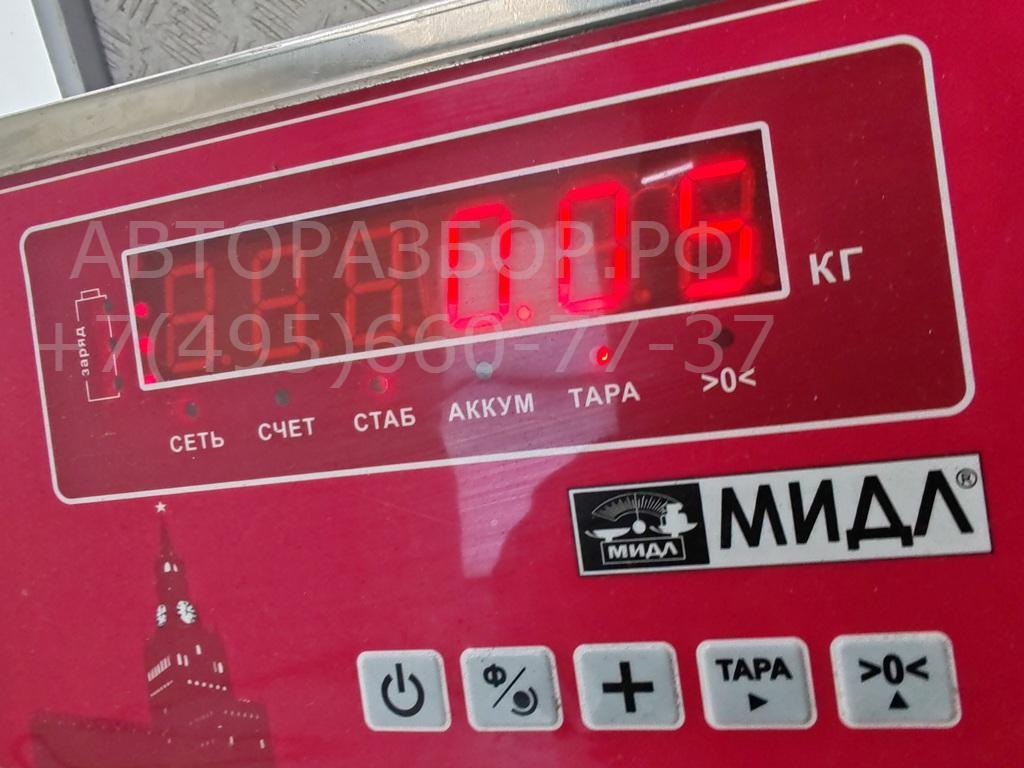 АВТОРАЗБОР.РФ
+7(495)660-77-37
0.05
КГ
заряд
СЕТЬ СЧЕТ СТАБ АККУМ ТАРА >0<
МИДЛ МИДЛ®
Ф/ + ТАРА >0<